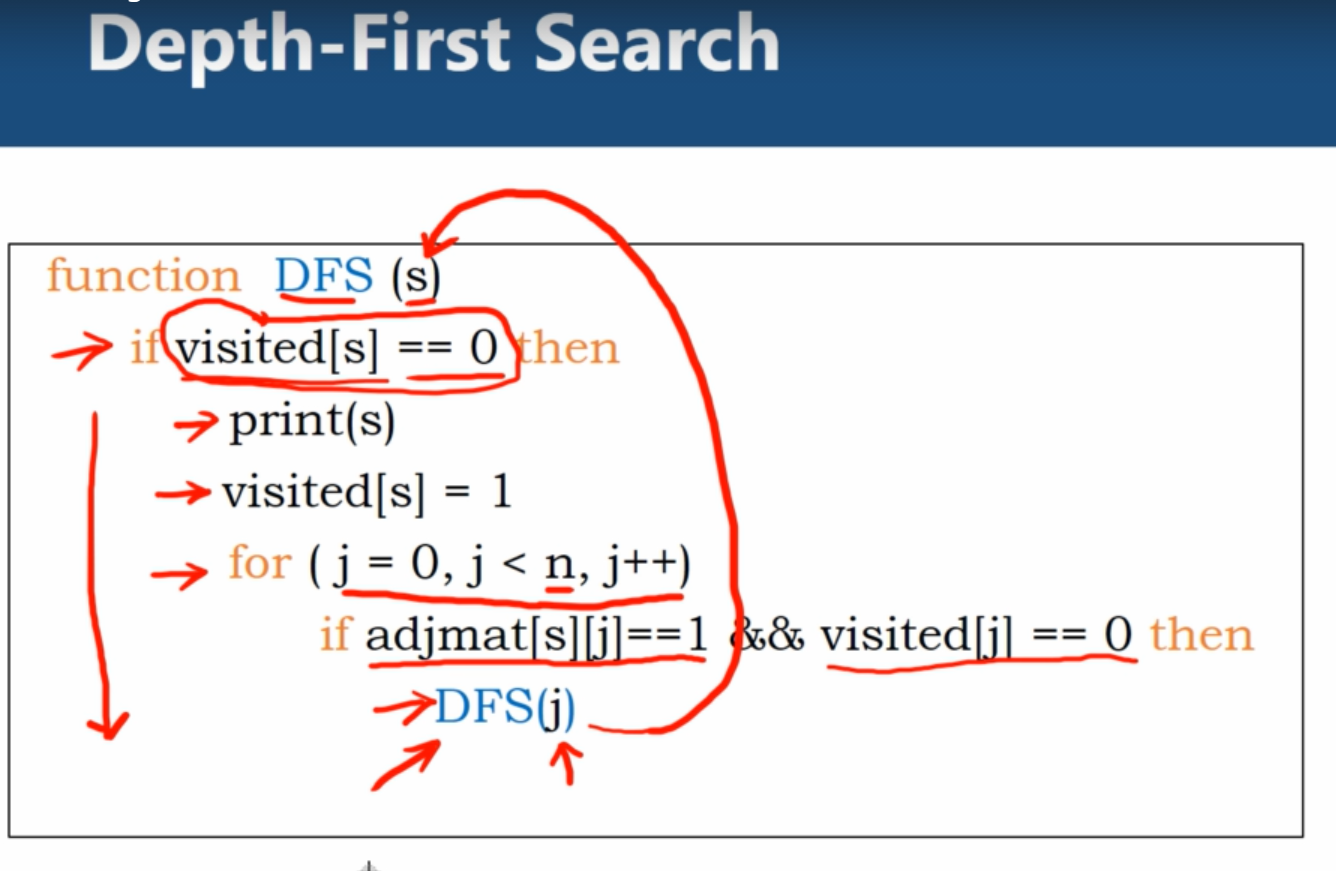 Depth-First Search
function DFS (s)
if visited[s] == 0 then
print(s)
visited[s] = 1
for ( j = 0, j < n, j++)
if adjmat[s][j]==1 && visited[j] == 0 then
DFS(j)